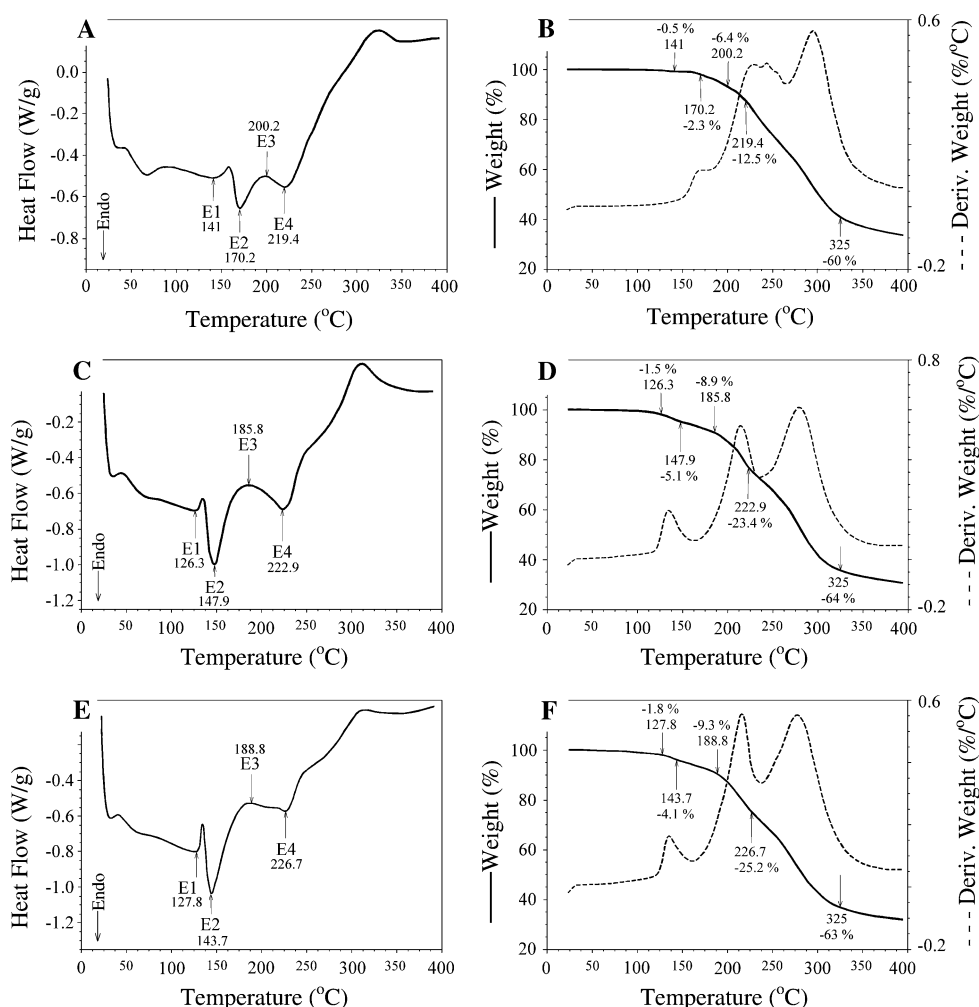 A
Heat Flow (W/g)
0.0
-0.2
-0.4
-0.6
-0.8
Endo
200.2
E3
E1
141
E2
170.2
E4
219.4
0 50 100 150 200 250 300 350 400
Temperature (°C)
B
Weight (%)
100
80
60
40
20
-0.5 %
141
-6.4 %
200.2
170.2
-2.3 %
219.4
-12.5 %
325
-60 %
0.6
-0.2
Deriv. Weight (%/°C)
0 50 100 150 200 250 300 350 400
Temperature (°C)
C
Heat Flow (W/g)
-0.2
-0.4
-0.6
-0.8
-1.0
-1.2
Endo
185.8
E3
E1
126.3
E2
147.9
E4
222.9
0 50 100 150 200 250 300 350 400
Temperature (°C)
D
Weight (%)
100
80
60
40
20
-1.5 %
126.3
-8.9 %
185.8
147.9
-5.1 %
222.9
-23.4 %
325
-64 %
0.8
-0.2
Deriv. Weight (%/°C)
0 50 100 150 200 250 300 350 400
Temperature (°C)
E
Heat Flow (W/g)
-0.4
-0.6
-0.8
-1.0
-1.2
Endo
188.8
E3
E1
127.8
E2
143.7
E4
226.7
0 50 100 150 200 250 300 350 400
Temperature (°C)
F
Weight (%)
100
80
60
40
20
-1.8 %
127.8
-9.3 %
188.8
143.7
-4.1 %
226.7
-25.2 %
325
-63 %
0.6
-0.2
Deriv. Weight (%/°C)
0 50 100 150 200 250 300 350 400
Temperature (°C)